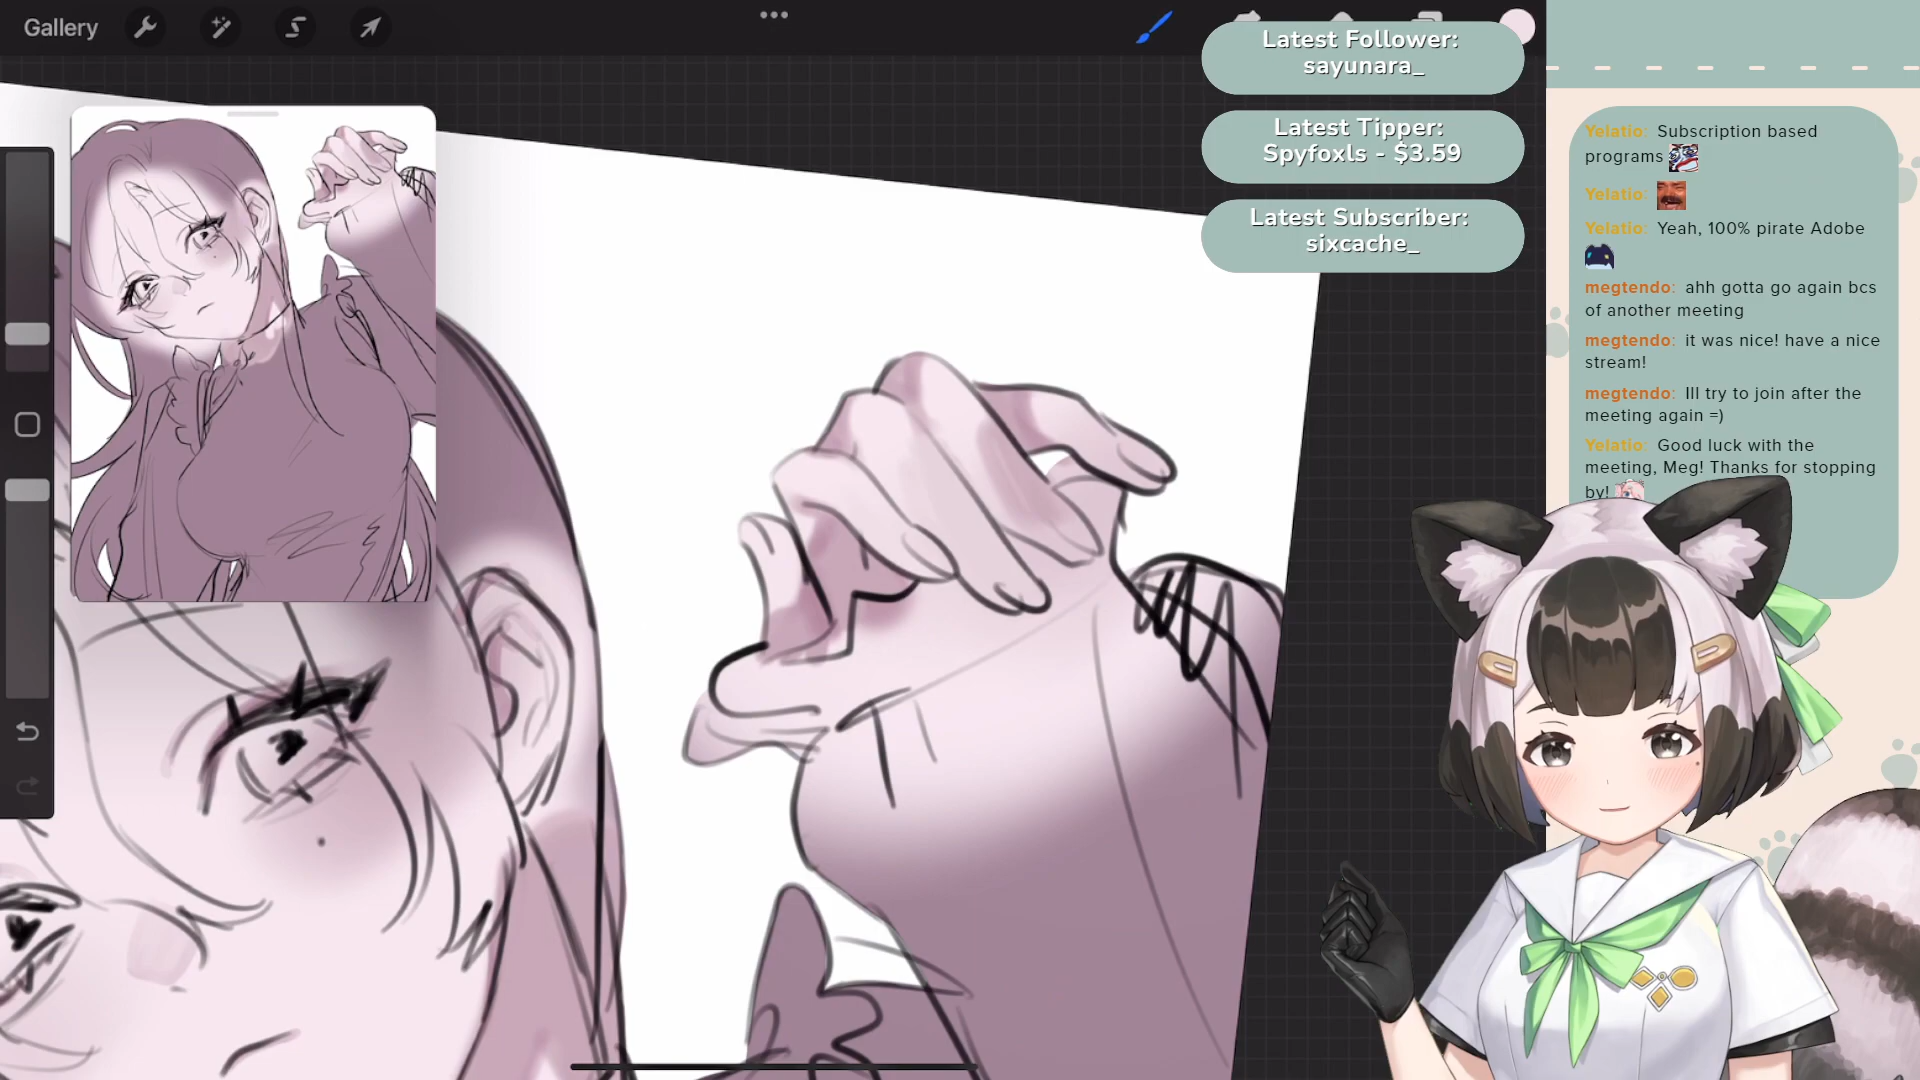 Gallery
Latest Follower:
sayunara_
Latest Tipper:
Spyfoxls - $3.59
Latest Subscriber:
sixcache_
Yelatio: Subscription based
programs
Yelatio:
Yelatio: Yeah, 100% pirate Adobe
megtendo: ahh gotta go again bcs
of another meeting
megtendo: it was nice! have a nice
stream!
megtendo: Ill try to join after the
meeting again =)
Yelatio: Good luck with the
meeting, Meg! Thanks for stopping
by!